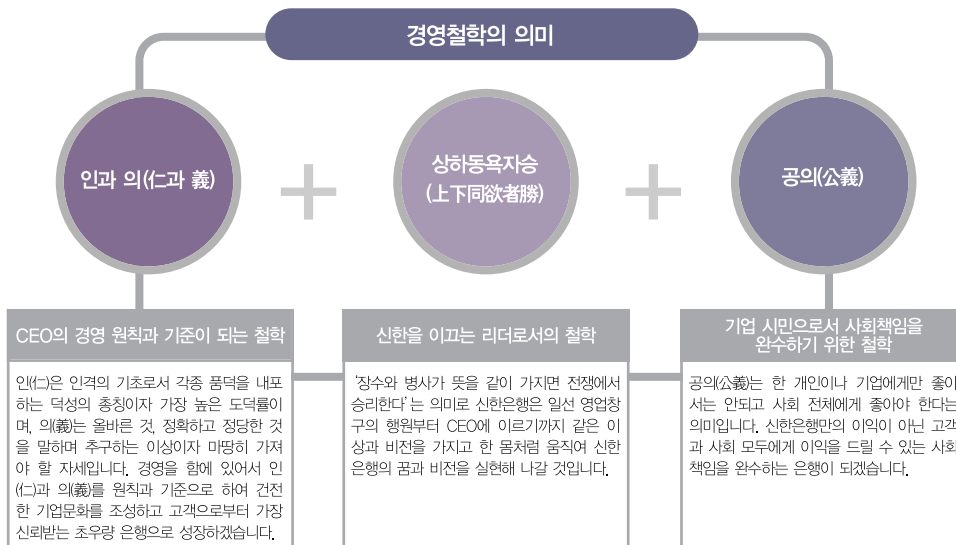 경영철학의 의미
인과 의(仁과 義)
상하동욕자승
(上下同欲者勝)
공의(公義)
CEO의 경영 원칙과 기준이 되는 철학
인(仁)은 인격의 기초로서 각종 품덕을 내포
하는 덕성의 총칭이자 가장 높은 도덕률이
며, 의(義)는 올바른 것, 정확하고 정당한 것
을 말하며 추구하는 이상이자 마땅히 가져
야 할 자세입니다. 경영을 함에 있어서 인
(仁)과 의(義)를 원칙과 기준으로 하여 건전
한 기업문화를 조성하고 고객으로부터 가장
신뢰받는 초우량 은행으로 성장하겠습니다.
신한을 이끄는 리더로서의 철학
‘장수와 병사가 뜻을 같이 가지면 전쟁에서
승리한다’는 의미로 신한은행은 일선 영업창
구의 행원부터 CEO에 이르기까지 같은 이
상과 비전을 가지고 한 몸처럼 움직여 신한
은행의 꿈과 비전을 실현해 나갈 것입니다.
기업 시민으로서 사회책임을
완수하기 위한 철학
공의(公義)는 한 개인이나 기업에게만 좋아
서는 안되고 사회 전체에게 좋아야 한다는
의미입니다. 신한은행만의 이익이 아닌 고객
과 사회 모두에게 이익을 드릴 수 있는 사회
책임을 완수하는 은행이 되겠습니다.